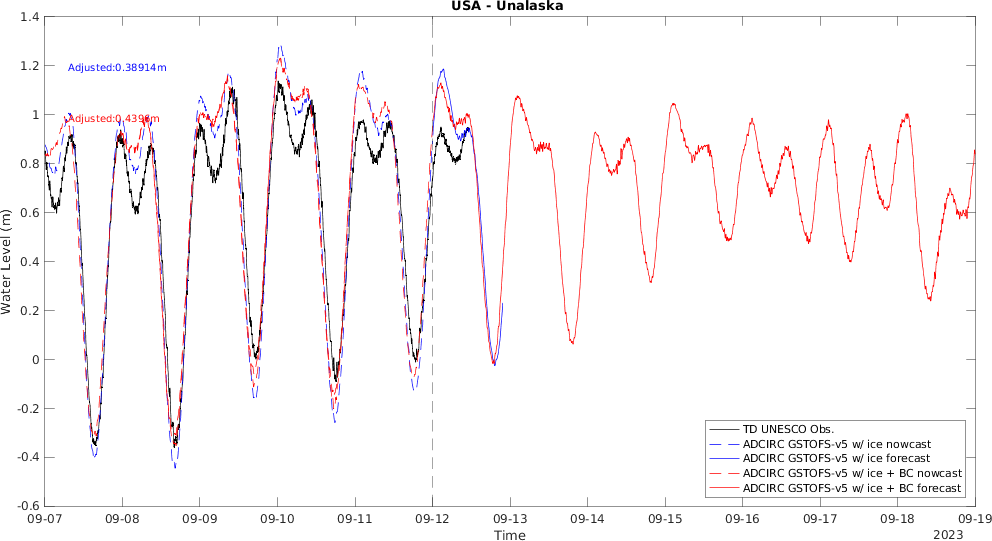 USA - Unalaska
1.4
1.2
1
0.8
0.6
0.4
0.2
0
-0.2
-0.4
-0.6
Water Level (m)
Adjusted:0.38914m
Adjusted:0.4398m
TD UNESCO Obs.
ADCIRC GSTOFS-v5 w/ ice nowcast
ADCIRC GSTOFS-v5 w/ ice forecast
ADCIRC GSTOFS-v5 w/ ice + BC nowcast
ADCIRC GSTOFS-v5 w/ ice + BC forecast
09-07 09-08 09-09 09-10 09-11 09-12 09-13 09-14 09-15 09-16 09-17 09-18 09-19
Time
2023